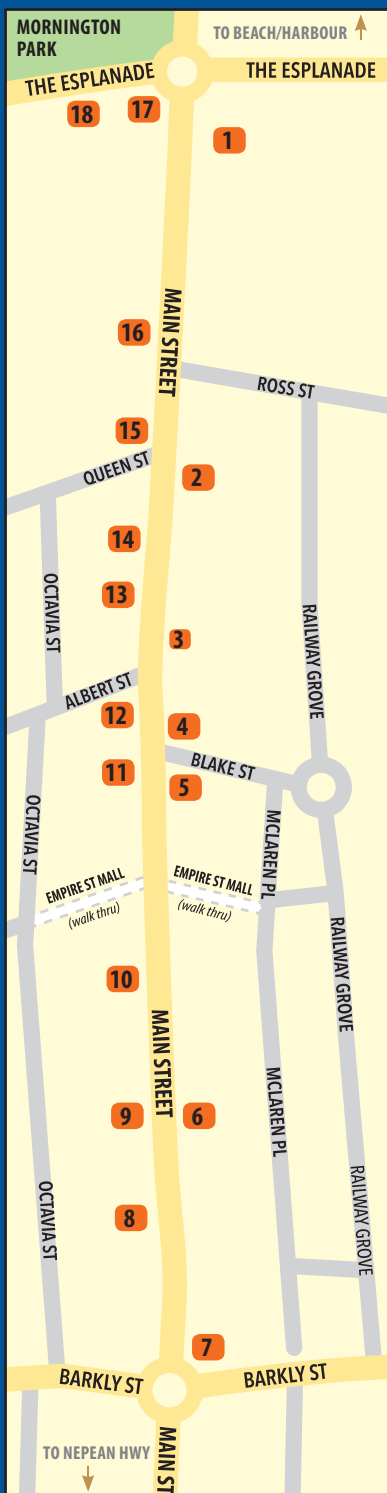 MORNINGTON
PARK
TO BEACH/HARBOUR
THE ESPLANADE
THE ESPLANADE
18
17
1
MAIN STREET
16
ROSS ST
15
QUEEN ST
2
14
OCTAVIA ST
13
RAILWAY GROVE
3
ALBERT ST
12
4
BLAKE ST
11
5
OCTAVIA ST
MCLAREN PL
EMPIRE ST MALL
(walk thru)
EMPIRE ST MALL
(walk thru)
RAILWAY GROVE
10
MAIN STREET
9
6
MCLAREN PL
OCTAVIA ST
8
RAILWAY GROVE
7
BARKLY ST
BARKLY ST
TO NEPEAN HWY
MAIN ST